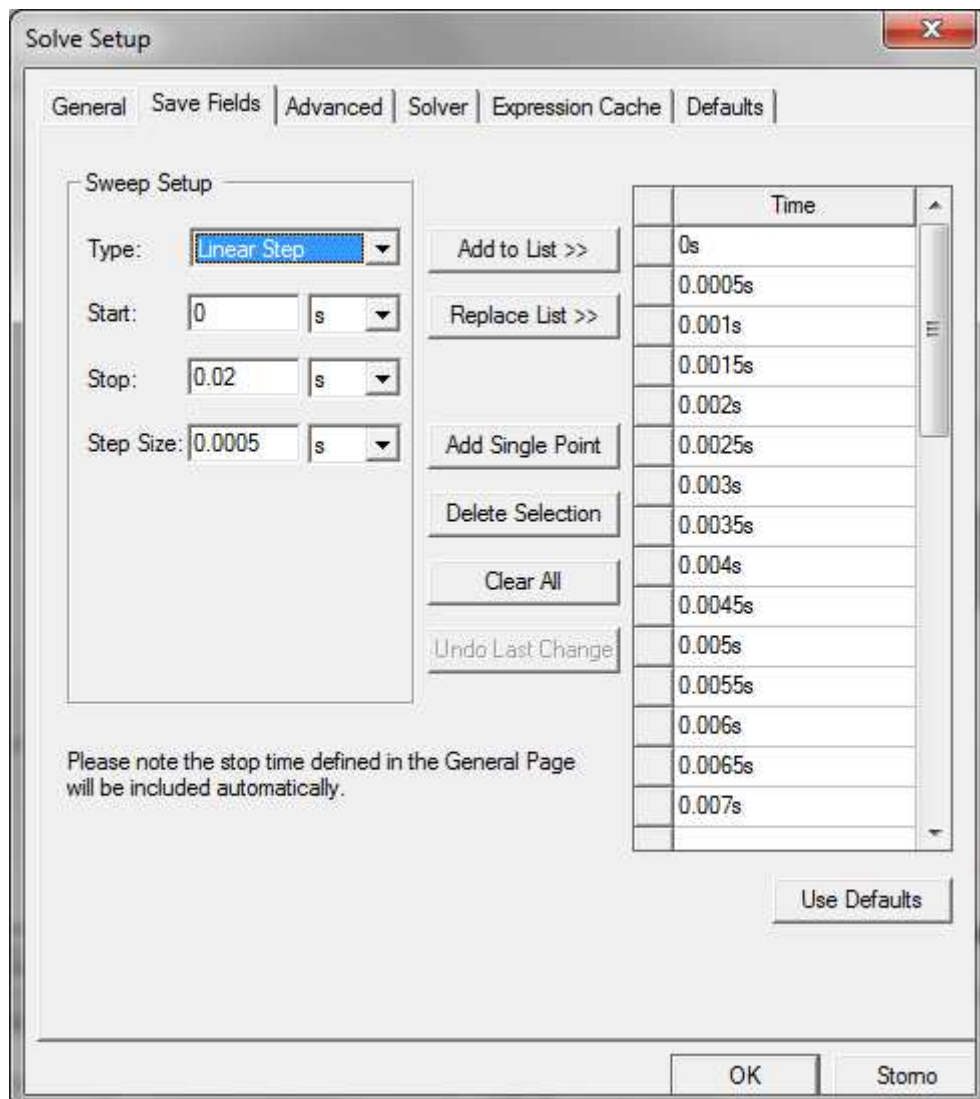 Solve Setup
General
Save Fields
Advanced
Solver
Expression Cache
Defaults
Sweep Setup
Type:
Linear Step
Start:
0
s
Stop:
0.02
s
Step Size:
0.0005
s
Add to List >>
Replace List >>
Add Single Point
Delete Selection
Clear All
Undo Last Change
Time
0s
0.0005s
0.001s
0.0015s
0.002s
0.0025s
0.003s
0.0035s
0.004s
0.0045s
0.005s
0.0055s
0.006s
0.0065s
0.007s
Please note the stop time defined in the General Page
will be included automatically.
Use Defaults
OK
Storno